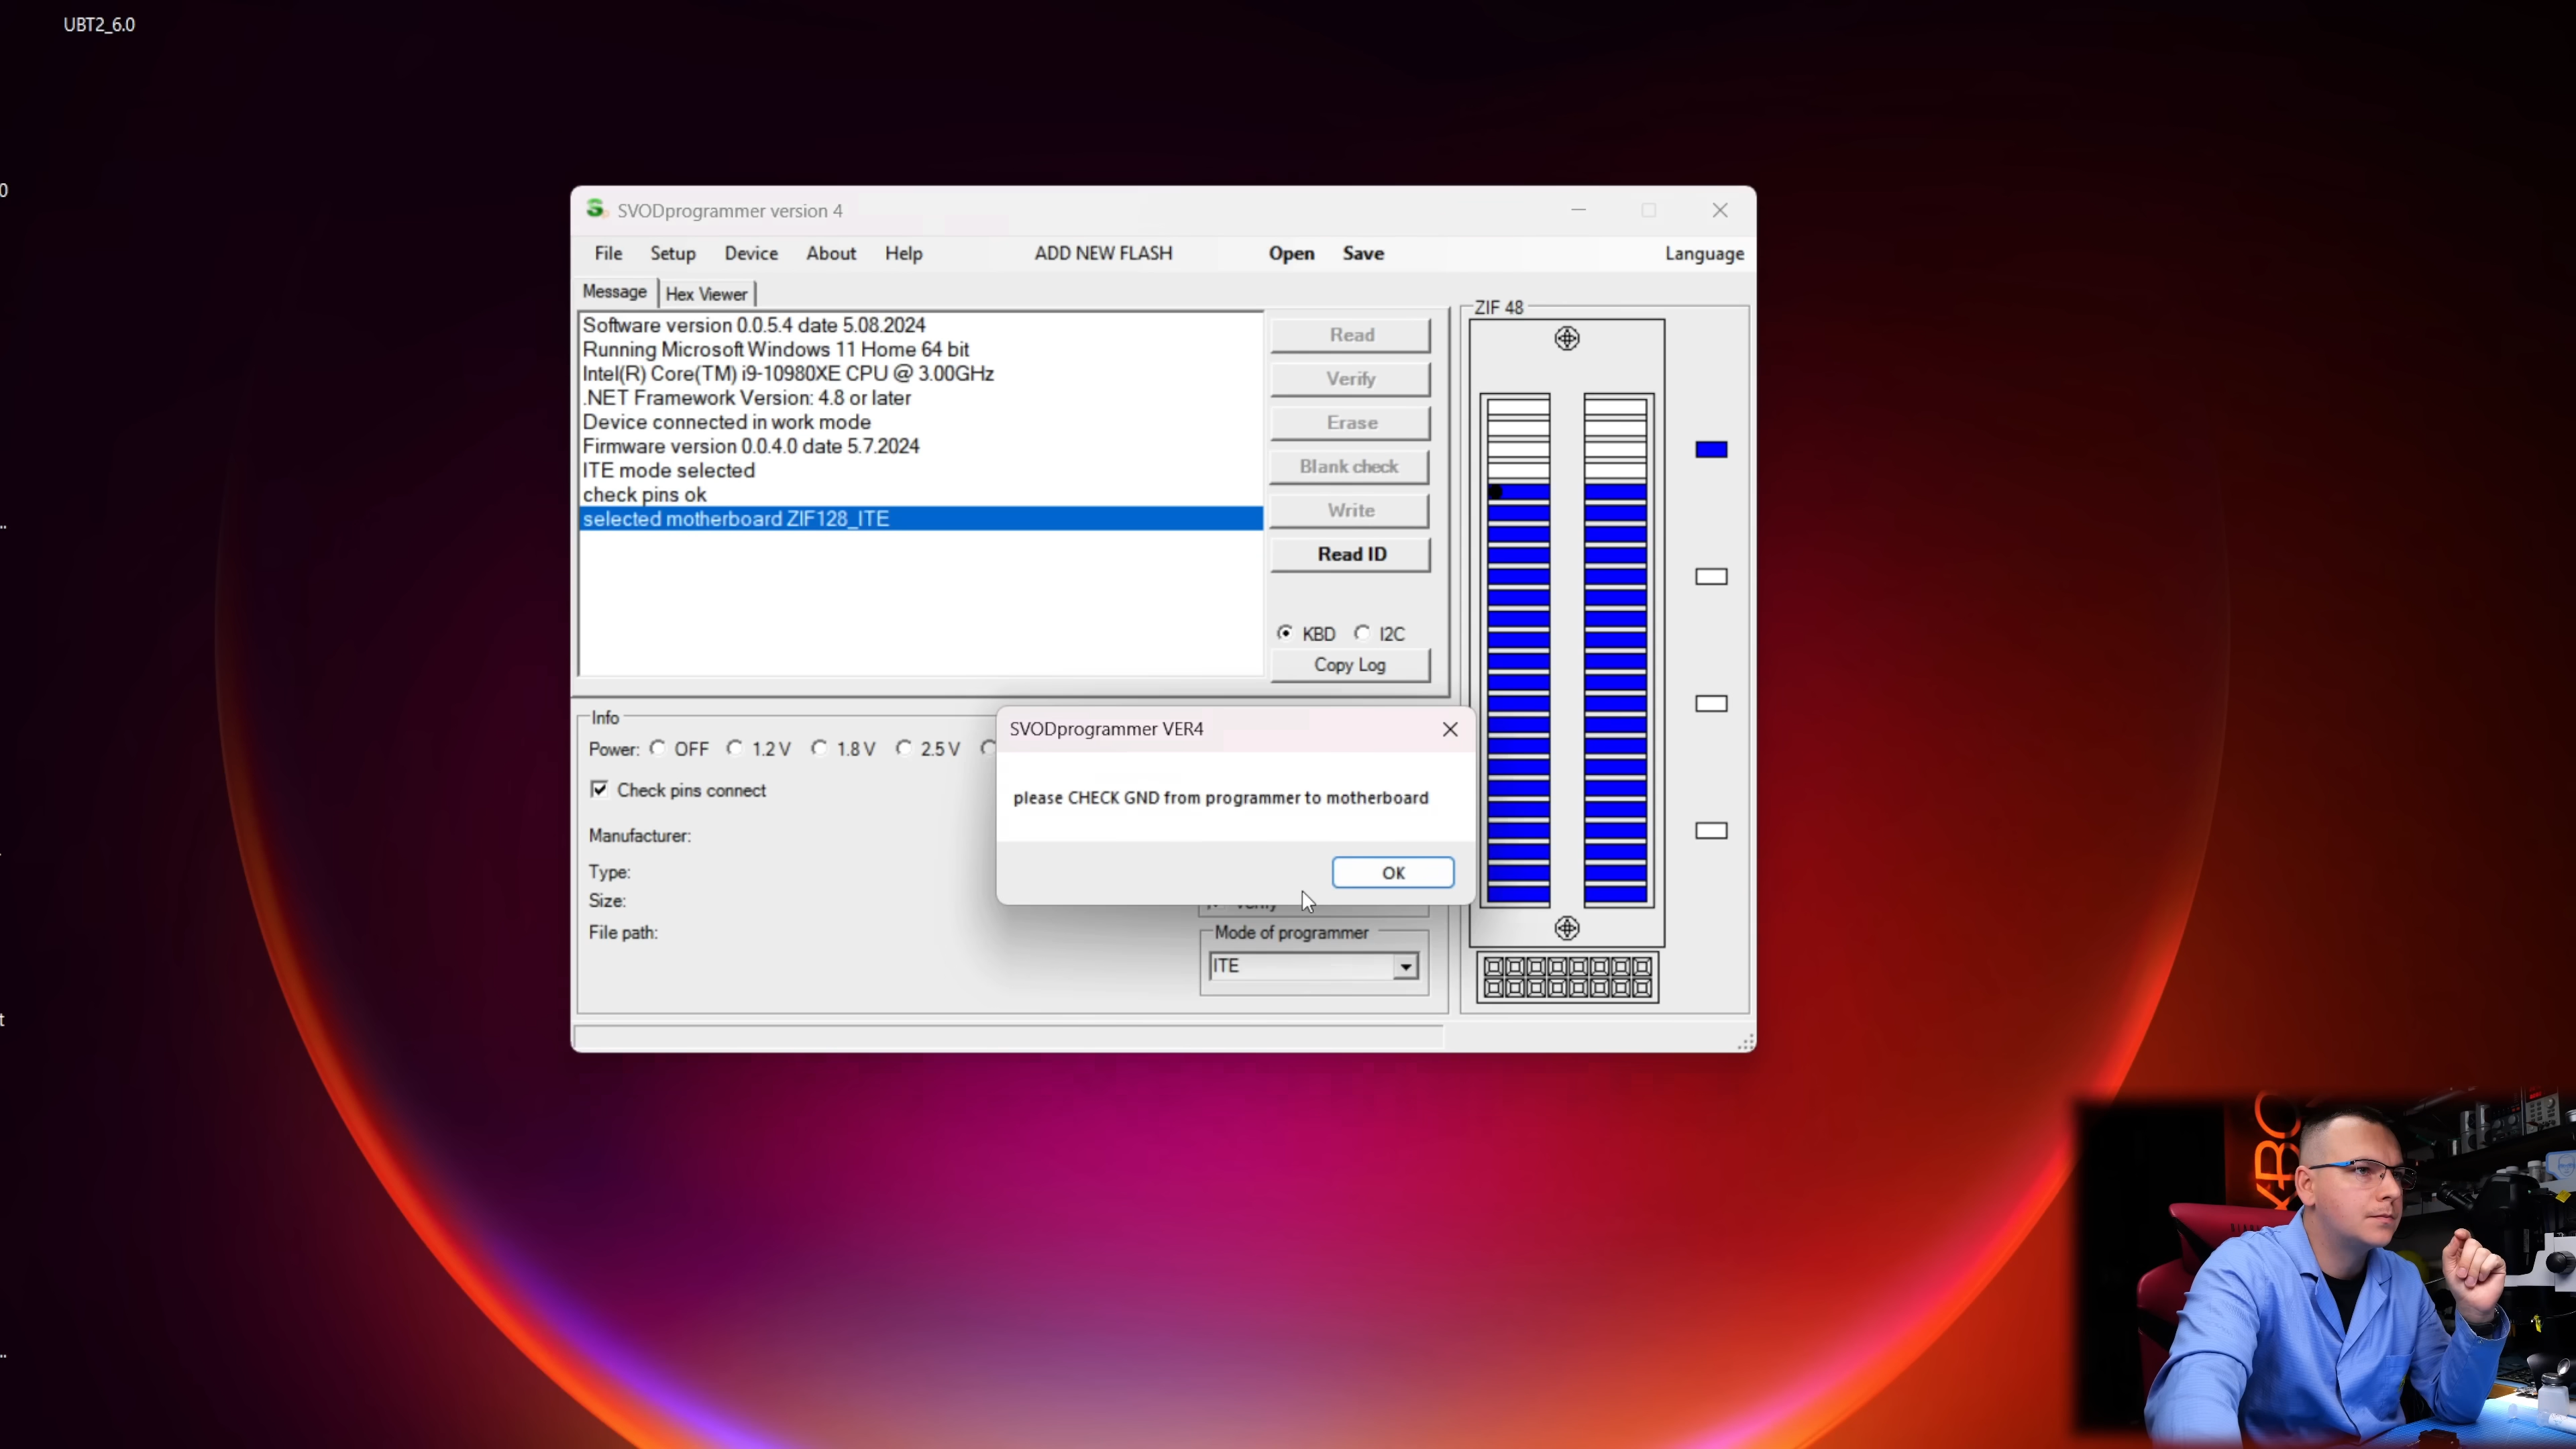 UBT2_6.0
0
SVODprogrammer version 4
File Setup Device About Help ADD NEW FLASH Open Save Language
Message Hex Viewer
Software version 0.0.5.4 date 5.08.2024
Running Microsoft Windows 11 Home 64 bit
Intel(R) Core(TM) i9-10980XE CPU @ 3.00GHz
.NET Framework Version: 4.8 or later
Device connected in work mode
Firmware version 0.0.4.0 date 5.7.2024
ITE mode selected
check pins ok
selected motherboard ZIF128_ITE
Read
Verify
Erase
Blank check
Write
Read ID
KBD I2C
Copy Log
ZIF 48
Info
Power: OFF 1.2 V 1.8 V 2.5 V
Check pins connect
Manufacturer:
Type:
Size:
File path:
SVODprogrammer VER4
please CHECK GND from programmer to motherboard
OK
Verify
Mode of programmer
ITE
..
t
..